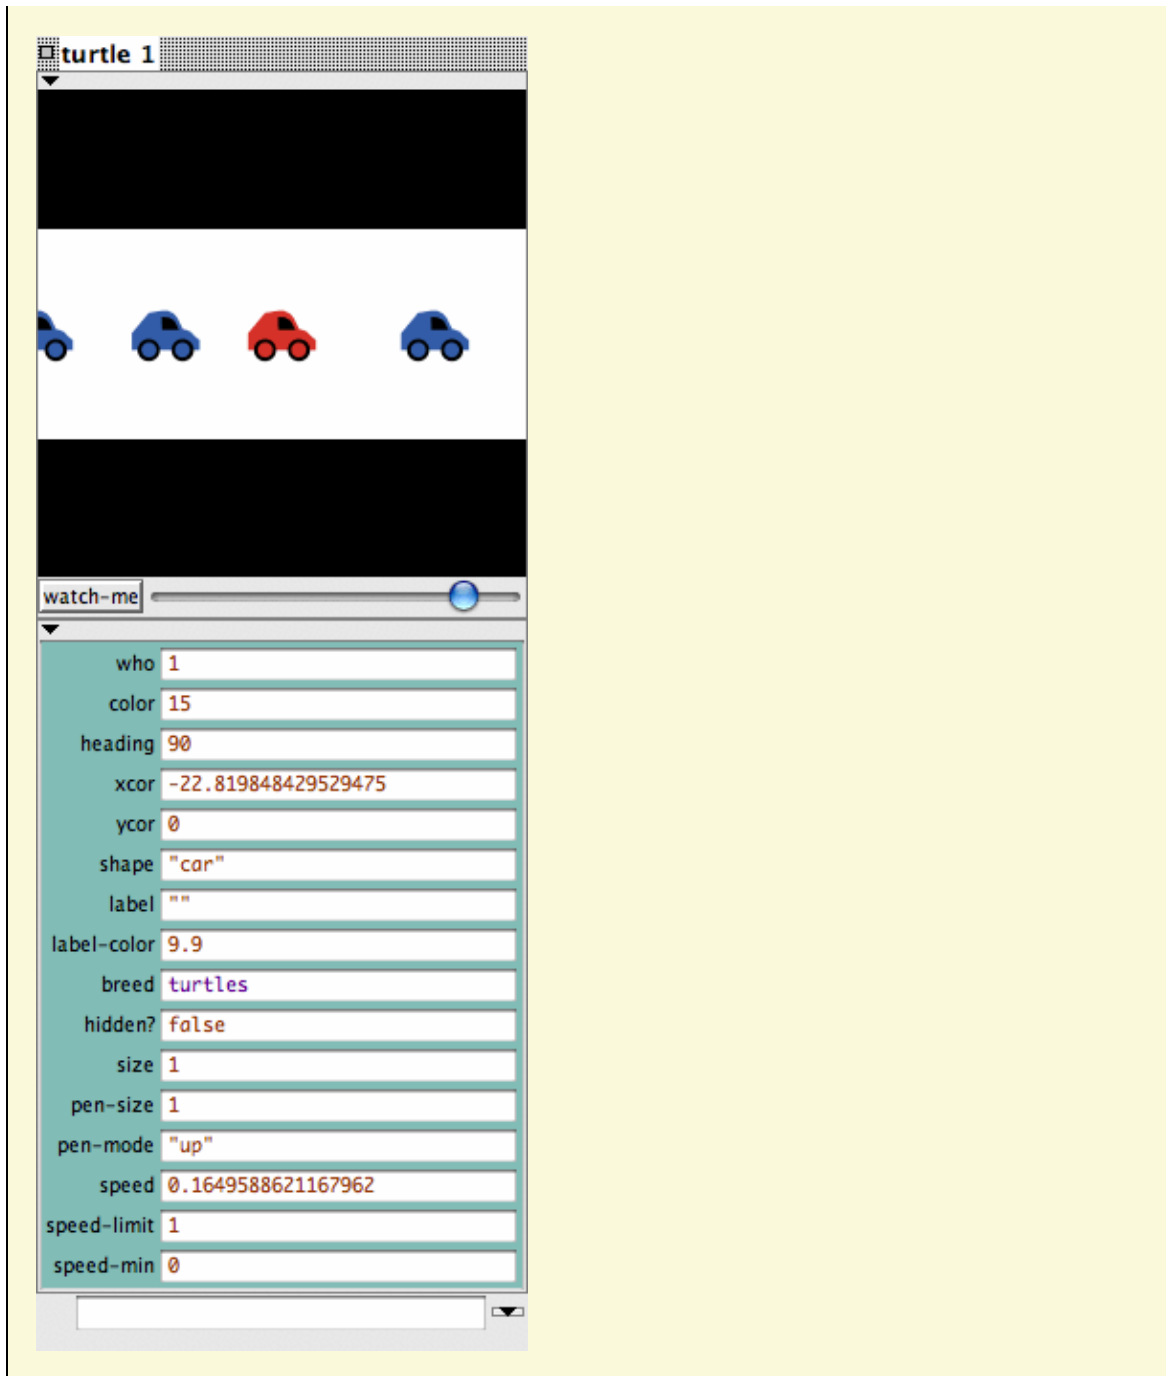 turtle 1
watch-me
who 1
color 15
heading 90
xcor -22.819848429529475
ycor 0
shape "car"
label ""
label-color 9.9
breed turtles
hidden? false
size 1
pen-size 1
pen-mode "up"
speed 0.1649588621167962
speed-limit 1
speed-min 0